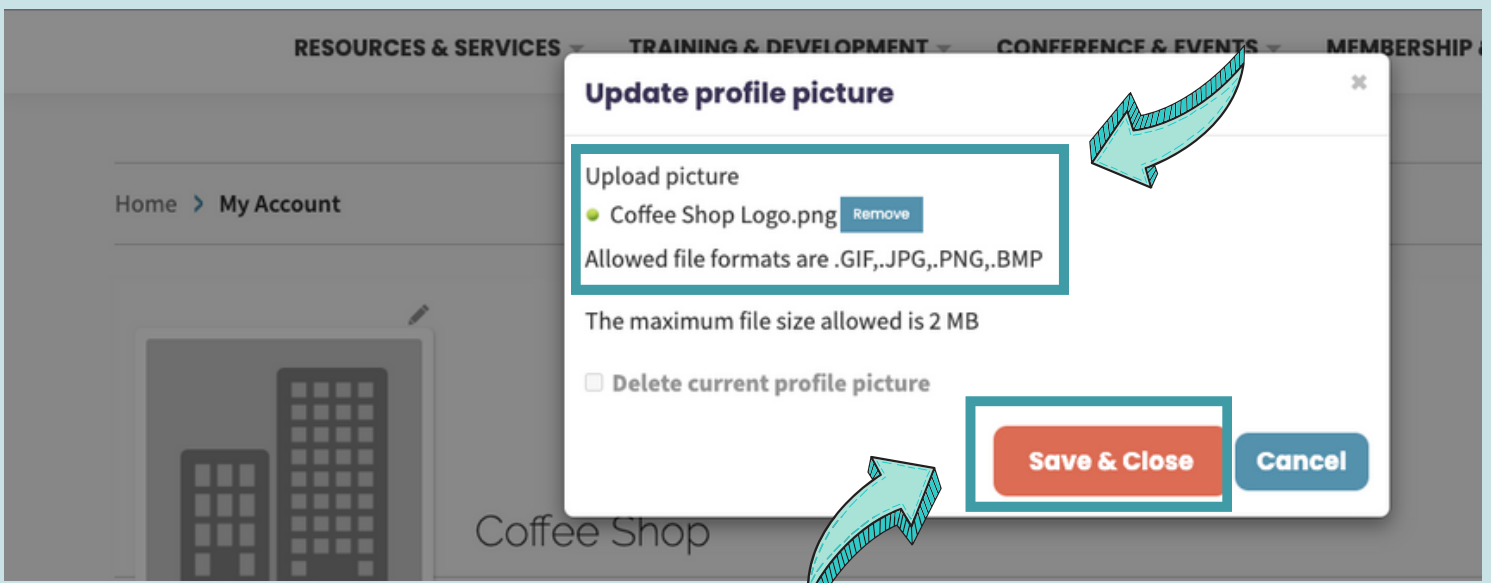 RESOURCES & SERVICES TRAINING & DEVELOPMENT CONFERENCE & EVENTS MEMBERSHIP &
Update profile picture
Upload picture
Home > My Account
Coffee Shop Logo.png Remove
Allowed file formats are .GIF,.JPG,.PNG,.BMP
The maximum file size allowed is 2 MB
Delete current profile picture
Save & Close Cancel
Coffee Shop